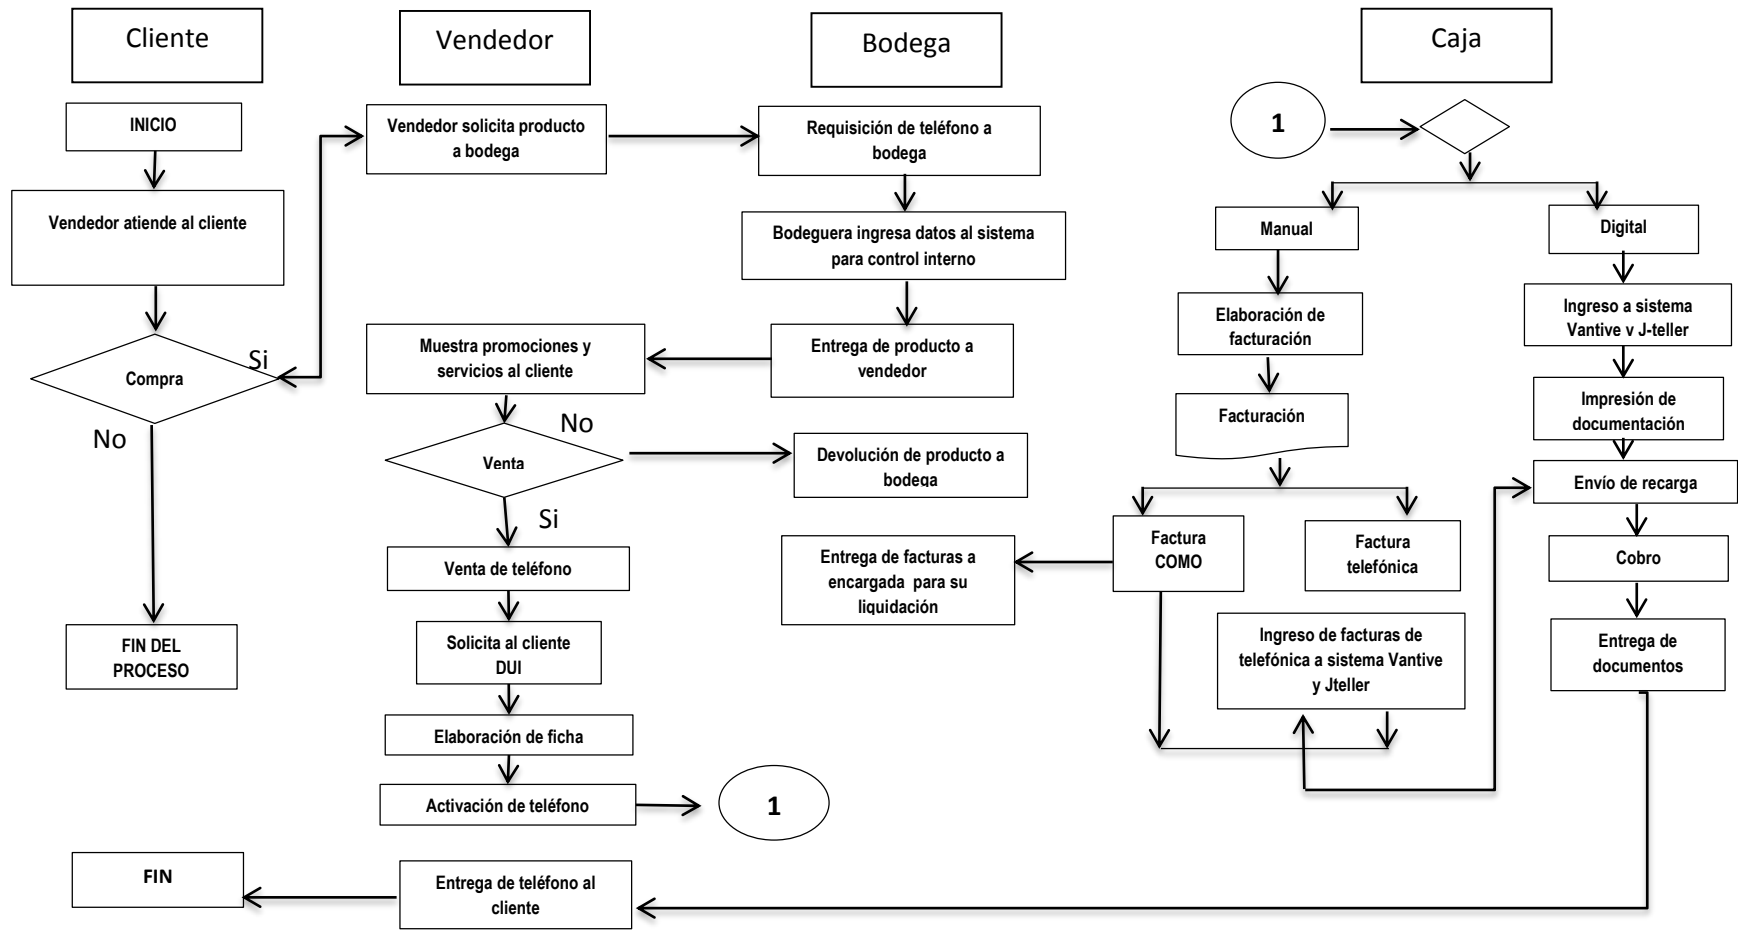 Cliente
Vendedor
Bodega
Caja
INICIO
Vendedor atiende al cliente
Compra
Si
No
FIN DEL
PROCESO
Vendedor solicita producto
a bodega
Requisición de teléfono a
bodega
Bodeguera ingresa datos al sistema
para control interno
Entrega de producto a
vendedor
Muestra promociones y
servicios al cliente
Venta
No
Devolución de producto a
bodega
Si
Venta de teléfono
Solicita al cliente
DUI
Elaboración de ficha
Activación de teléfono
1
1
Manual
Elaboración de
facturación
Facturación
Factura
COMO
Factura
telefónica
Entrega de facturas a
encargada para su
liquidación
Ingreso de facturas de
telefónica a sistema Vantive
y Jteller
Digital
Ingreso a sistema
Vantive v J-teller
Impresión de
documentación
Envío de recarga
Cobro
Entrega de
documentos
Entrega de teléfono al
cliente
FIN